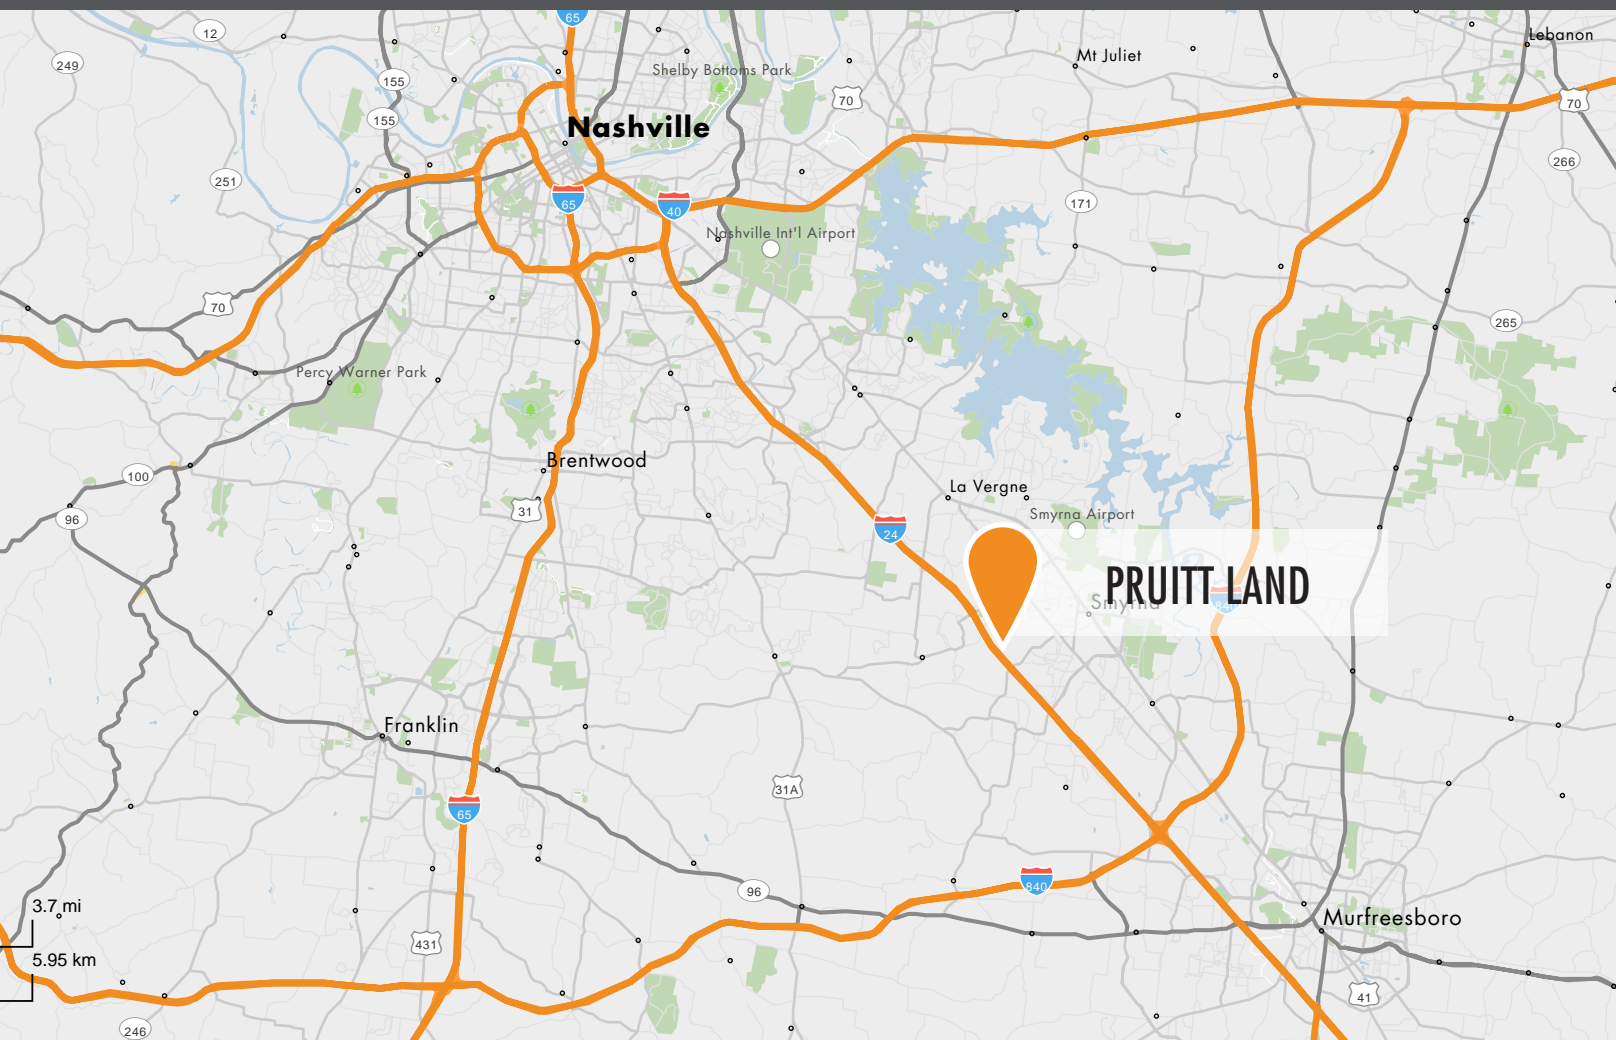 65
12
Lebanon
249
Mt Juliet
155
Shelby Bottoms Park
70
70
155
Nashville
266
251
65
40
171
Nashville Int'l Airport
70
265
Percy Warner Park
Brentwood
100
La Vergne
31
96
Smyrna Airport
24
PRUITT LAND
Smyrna
840
Franklin
31A
65
840
96
3.7 mi
Murfreesboro
431
5.95 km
41
246